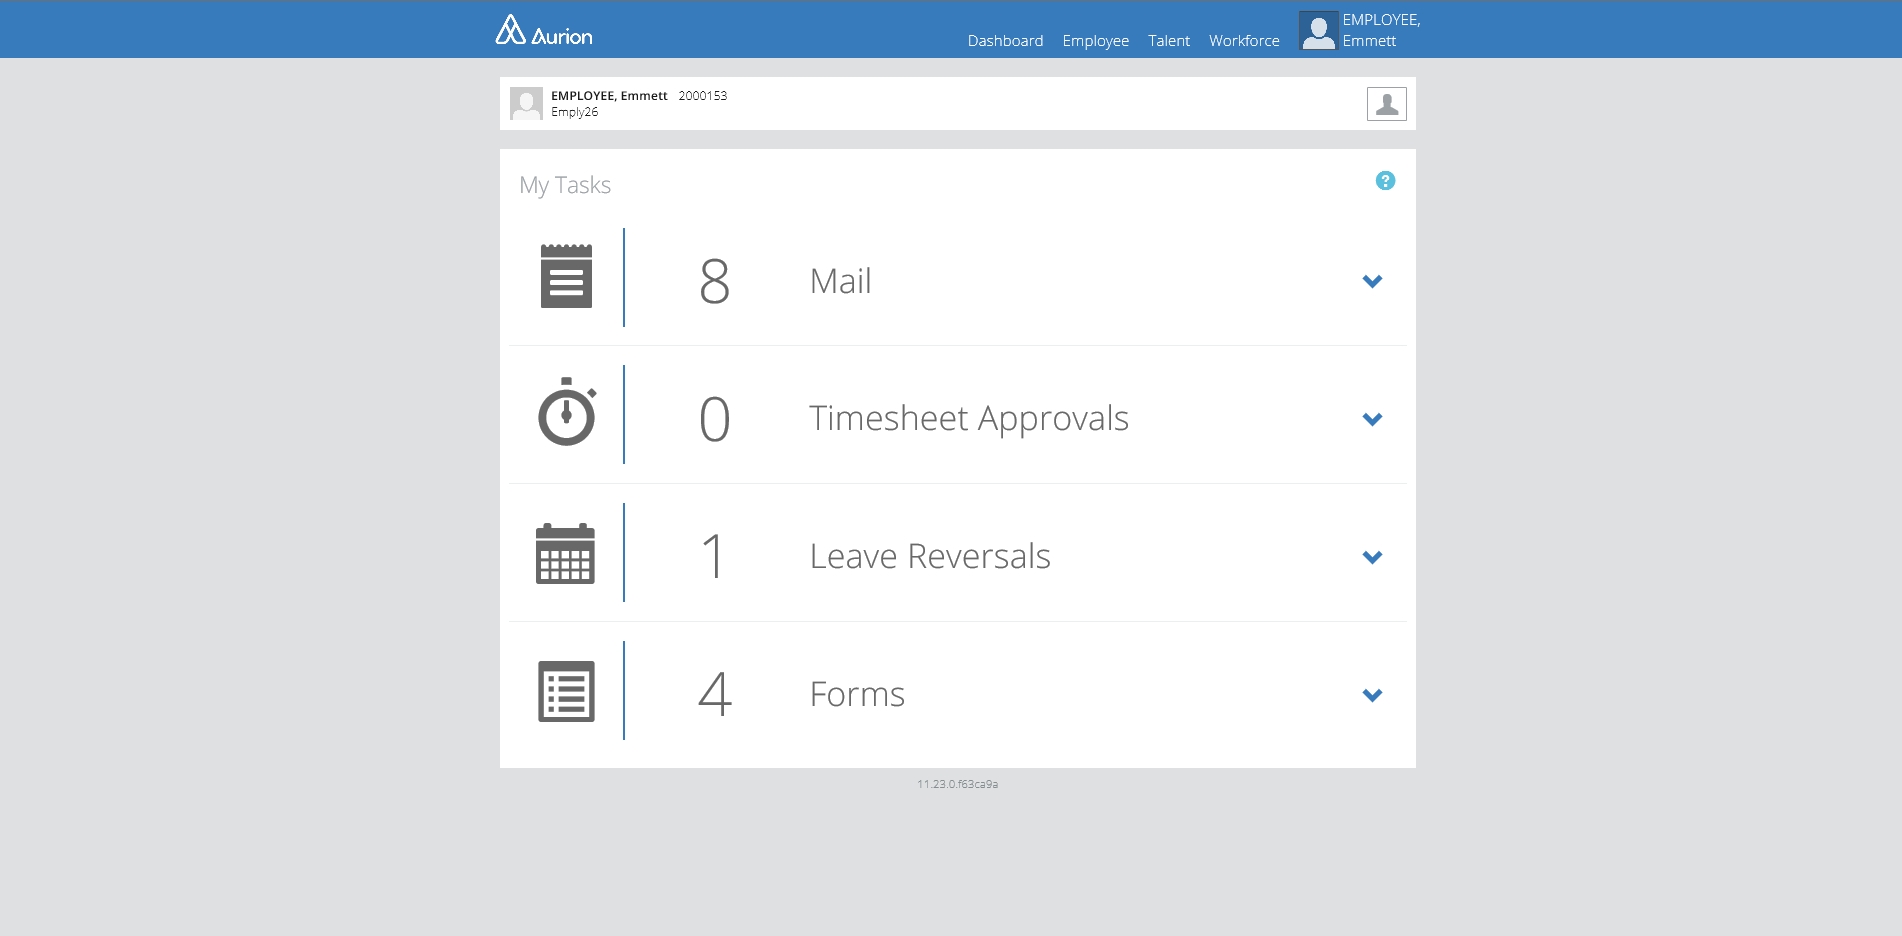 Aurion
Dashboard Employee Talent Workforce
EMPLOYEE,
Emmett
EMPLOYEE, Emmett 2000153
Emply26
My Tasks
?
8 Mail
0 Timesheet Approvals
1 Leave Reversals
4 Forms
11.23.0.f63ca9a